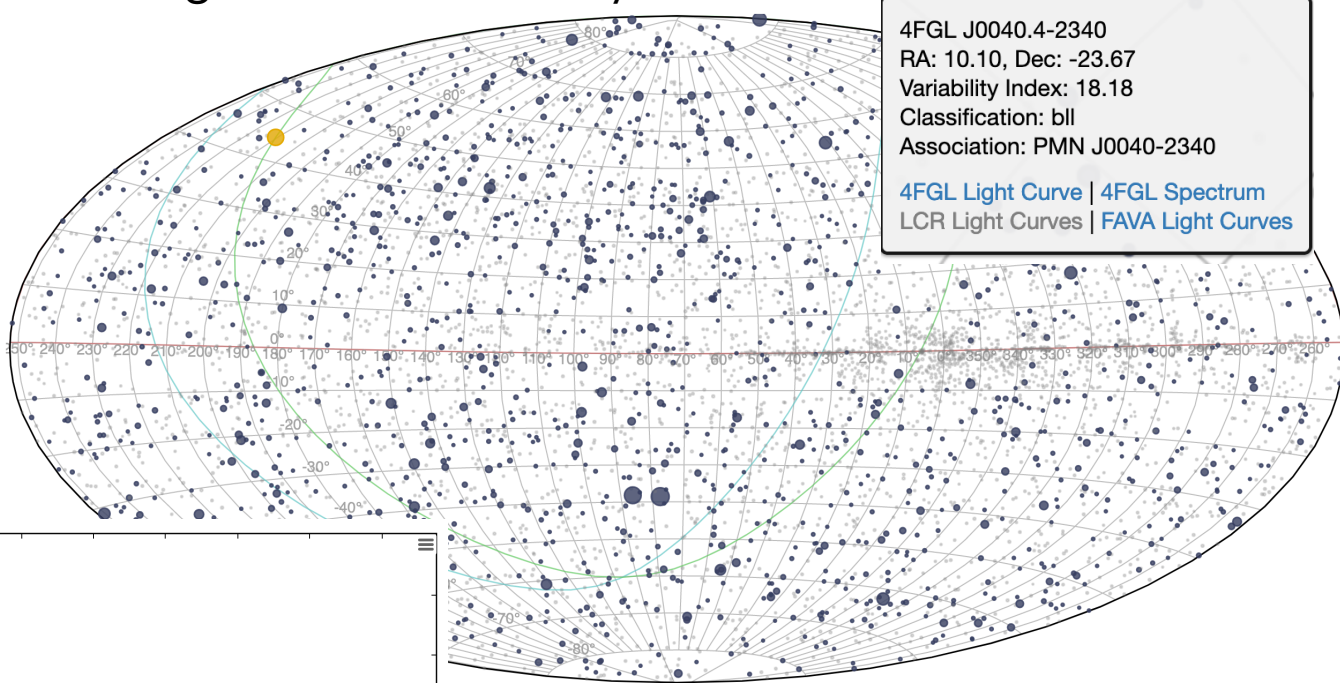 4FGL J0040.4-2340
RA: 10.10, Dec: -23.67
Variability Index: 18.18
Classification: bll
Association: PMN J0040-2340
4FGL Light Curve | 4FGL Spectrum
LCR Light Curves | FAVA Light Curves
80°
70°
60°
50°
40°
30°
20°
10°
0°
240° 230° 220° 210° 200° 190° 180° 170° 160° 150° 140° 130° 120° 110° 100° 90° 80° 70° 60° 50° 40° 30° 20° 10° 350° 340° 330° 320° 310° 300° 290° 280° 270° 260°
-10°
-20°
-30°
-40°
-70°
-80°